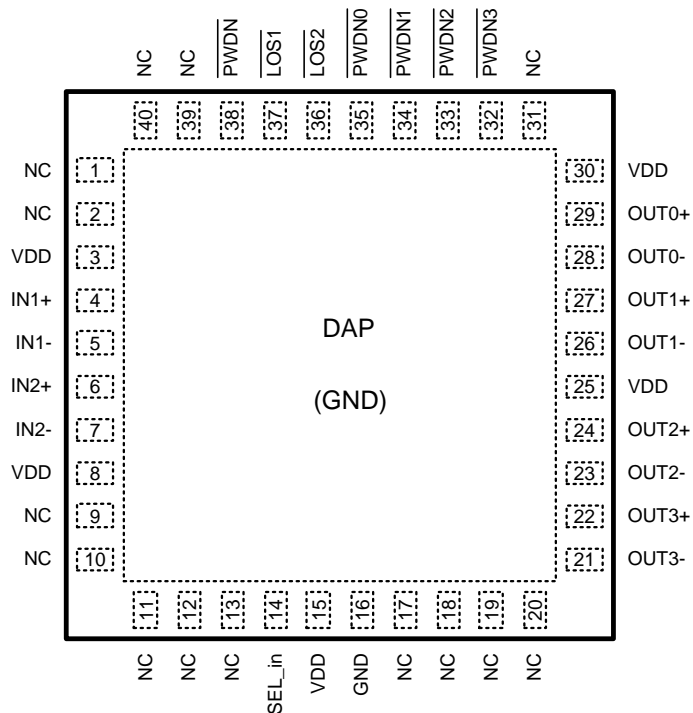 NC NC PWDN LOS1 LOS2 PWDN0 PWDN1 PWDN2 PWDN3 NC
40 39 38 37 36 35 34 33 32 31
NC 1 30 VDD
NC 2 29 OUT0+
VDD 3 28 OUT0-
IN1+ 4 27 OUT1+
IN1- 5 26 OUT1-
IN2+ 6 25 VDD
IN2- 7 24 OUT2+
VDD 8 23 OUT2-
NC 9 22 OUT3+
NC 10 21 OUT3-
DAP
(GND)
11 12 13 14 15 16 17 18 19 20
NC NC NC SEL_in VDD GND NC NC NC NC